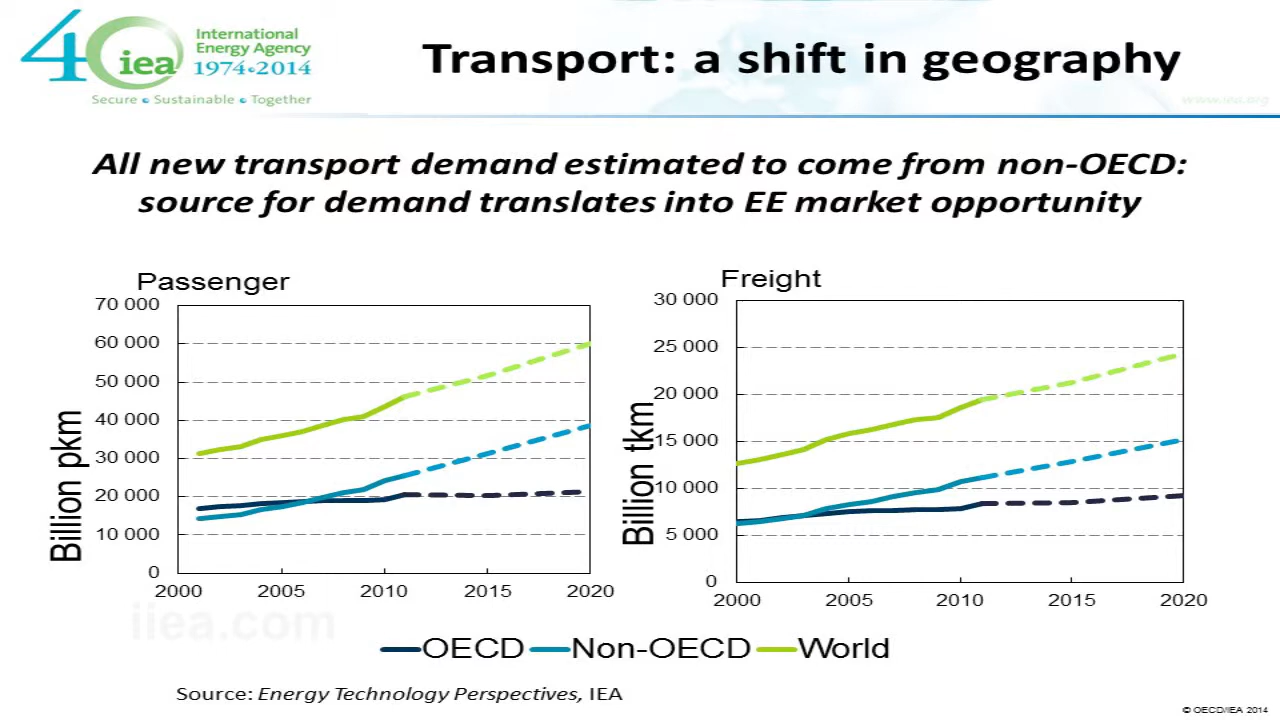 40 iea International
Energy Agency
1974•2014
Secure • Sustainable • Together
Transport: a shift in geography
www.iea.org
All new transport demand estimated to come from non-OECD:
source for demand translates into EE market opportunity
Passenger
70 000
60 000
50 000
40 000
30 000
20 000
10 000
0
Billion pkm
2000 2005 2010 2015 2020
Freight
30 000
25 000
20 000
15 000
10 000
5 000
0
Billion tkm
2000 2005 2010 2015 2020
iiea.com
OECD Non-OECD World
Source: Energy Technology Perspectives, IEA
© OECD/IEA 2014